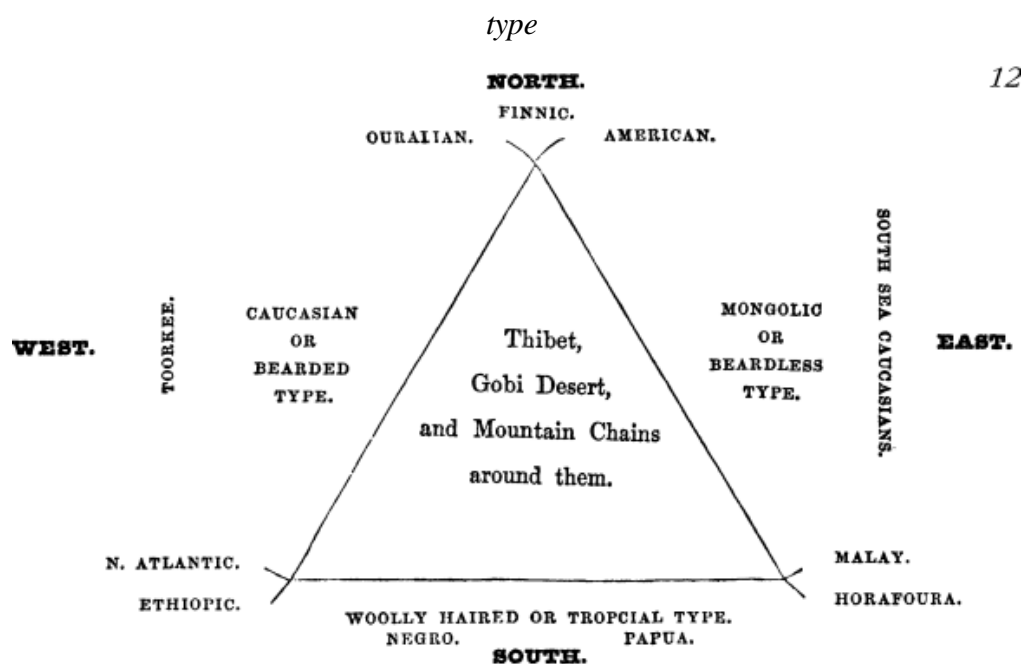 type
12
NORTH.
FINNIC.
OURALIAN.
AMERICAN.
WEST.
TOORKEE.
CAUCASIAN
OR
BEARDED
TYPE.
Thibet,
Gobi Desert,
and Mountain Chains
around them.
MONGOLIC
OR
BEARDLESS
TYPE.
SOUTH SEA CAUCASIANS.
EAST.
N. ATLANTIC.
ETHIOPIC.
MALAY.
HORAFOURA.
WOOLLY HAIRED OR TROPCIAL TYPE.
NEGRO. PAPUA.
SOUTH.